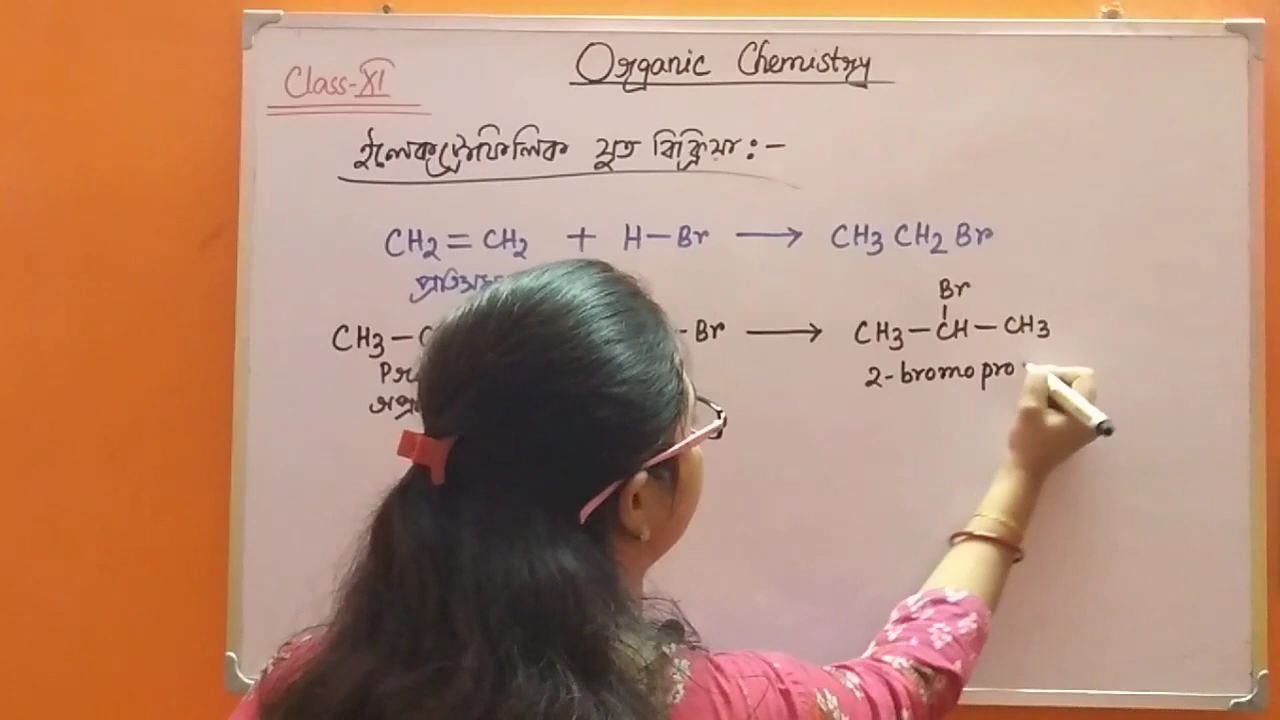 Organic Chemistry
Class-XI
ইলেকট্রোফিলিক যুত বিক্রিয়া:-
CH2=CH2 + H-Br → CH3 CH2 Br
Br
CH3- -Br → CH3-CH-CH3
2-bromopro